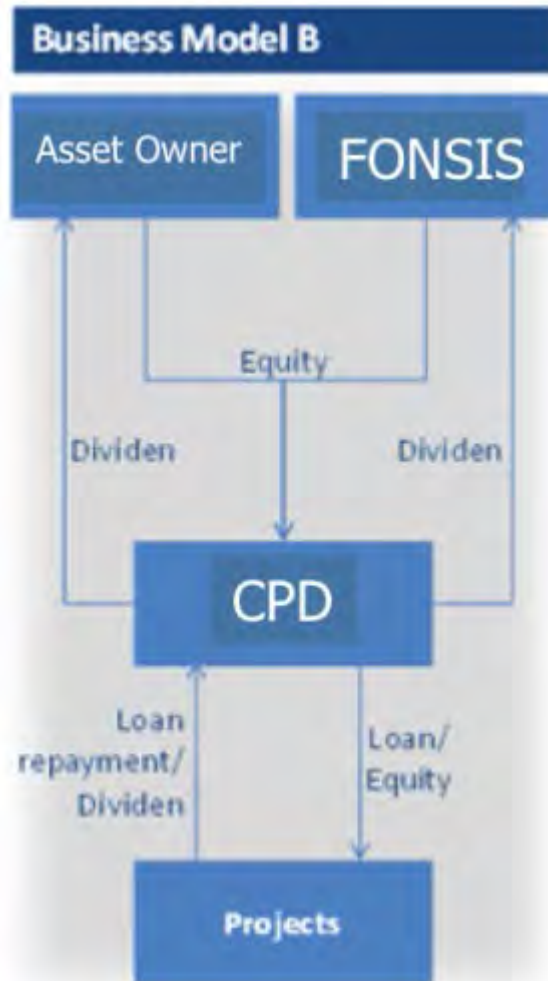 Business Model B
Asset Owner
FONSIS
Equity
Dividen
Dividen
CPD
Loan
repayment/
Dividen
Loan/
Equity
Projects